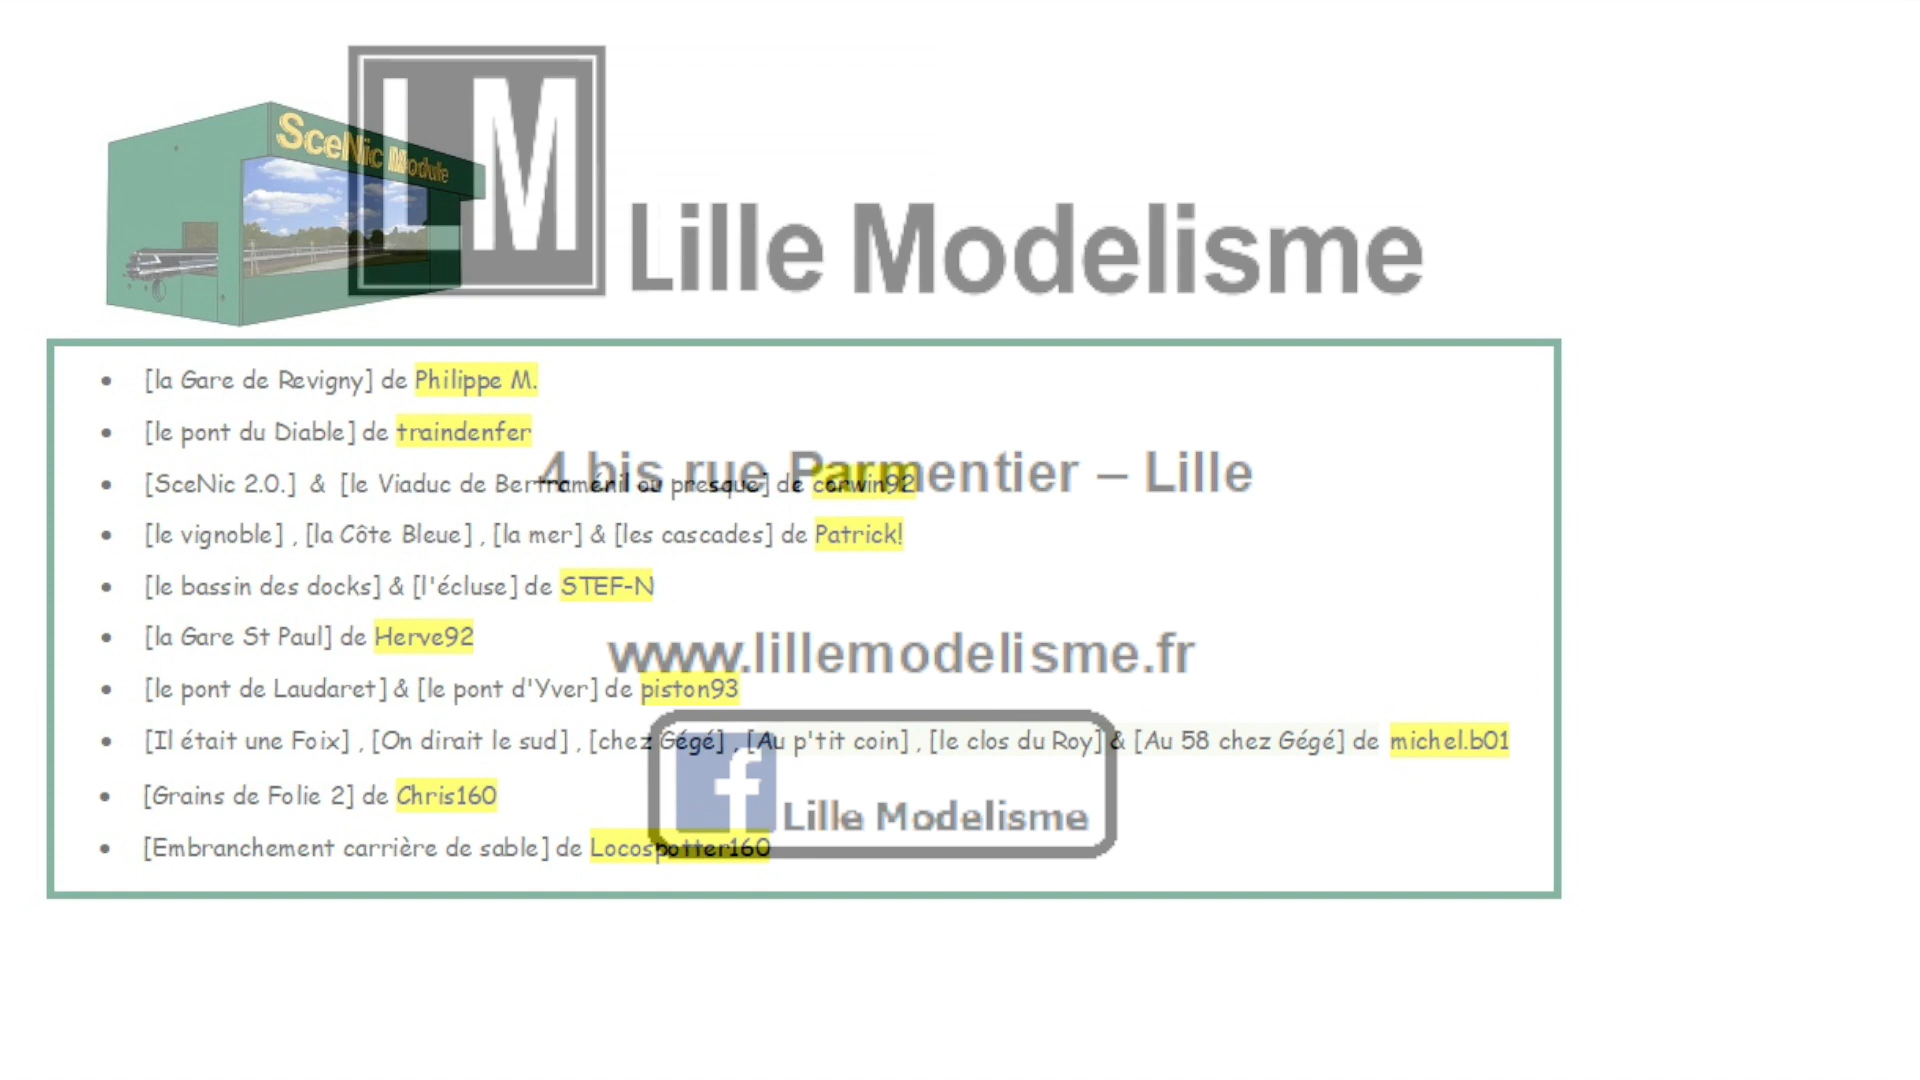 SceNic Module
LM
Lille Modelisme
• [la Gare de Revigny] de Philippe M.
• [le pont du Diable] de traindenfer
4 bis rue Parmentier – Lille
• [SceNic 2.0.] & [le Viaduc de Bertraménil ou presque] de corwin92
• [le vignoble] , [la Côte Bleue] , [la mer] & [les cascades] de Patrick!
• [le bassin des docks] & [l'écluse] de STEF-N
• [la Gare St Paul] de Herve92
www.lillemodelisme.fr
• [le pont de Laudaret] & [le pont d'Yver] de piston93
• [Il était une Foix] , [On dirait le sud] , [chez Gégé] , [Au p'tit coin] , [le clos du Roy] & [Au 58 chez Gégé] de michel.b01
• [Grains de Folie 2] de Chris160
f Lille Modelisme
• [Embranchement carrière de sable] de Locospotter160